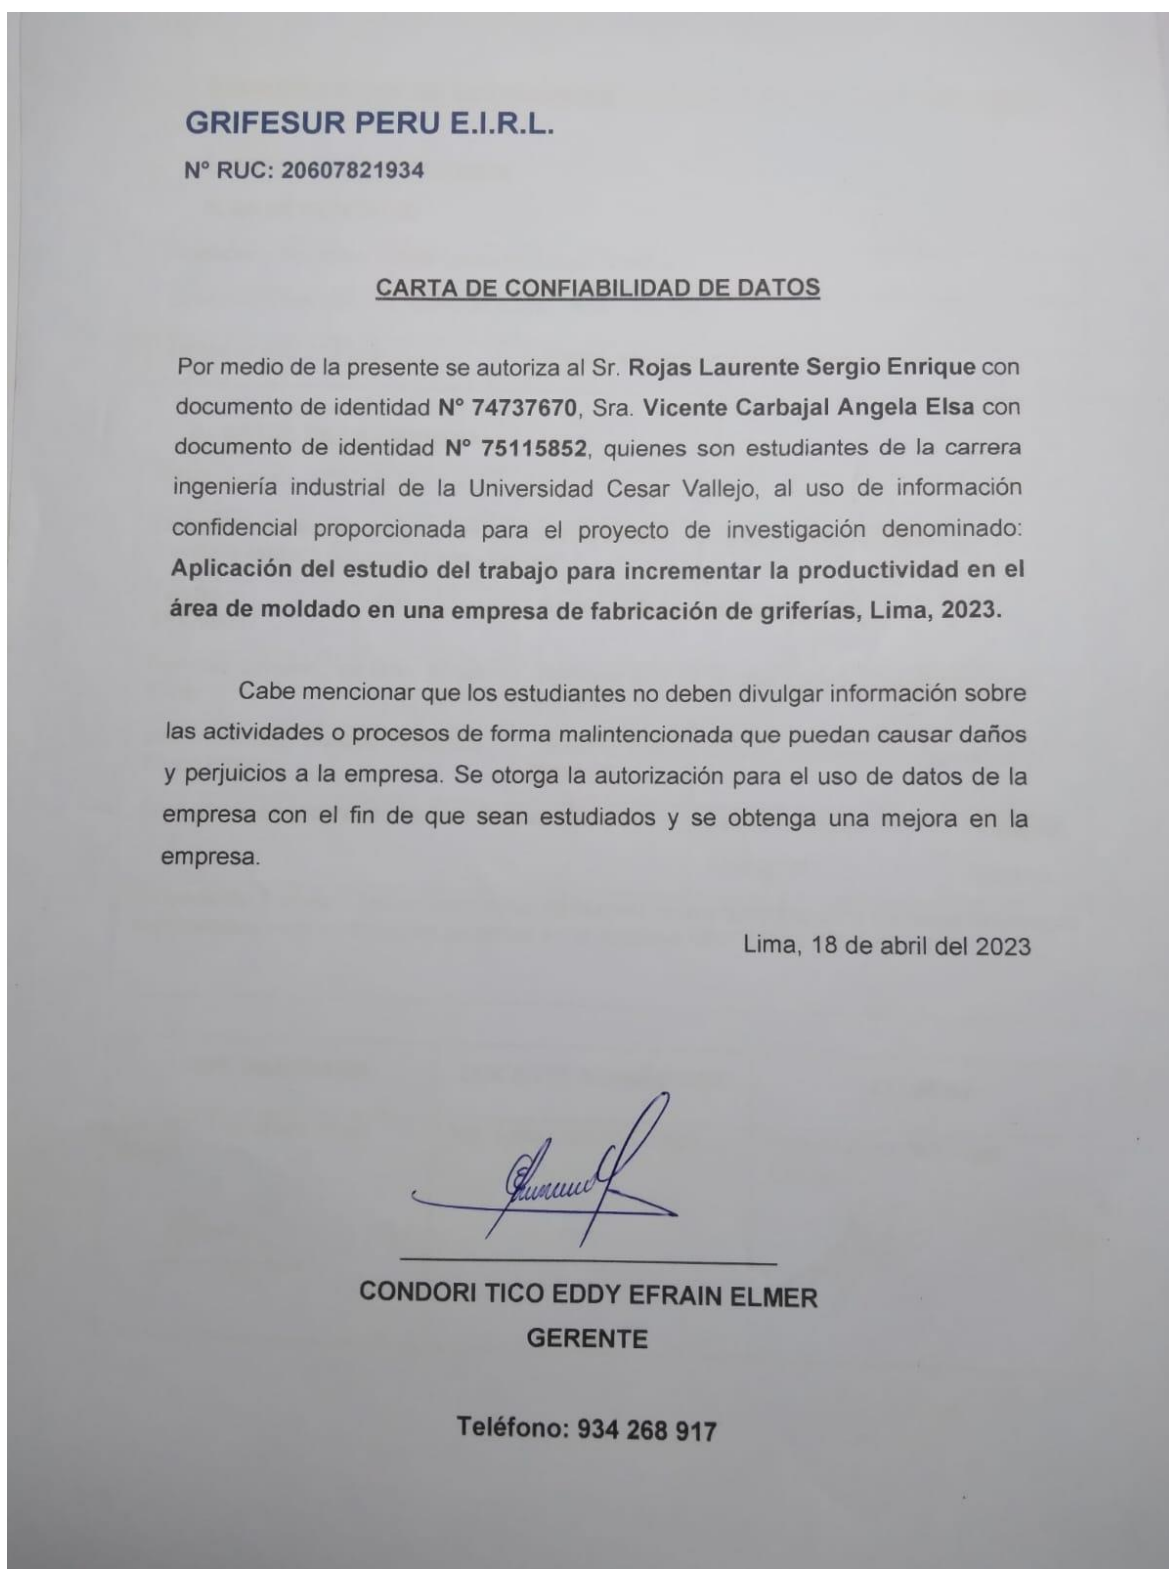 GRIFESUR PERU E.I.R.L.
N° RUC: 20607821934
CARTA DE CONFIABILIDAD DE DATOS
Por medio de la presente se autoriza al Sr. Rojas Laurente Sergio Enrique con
documento de identidad N° 74737670, Sra. Vicente Carbajal Angela Elsa con
documento de identidad N° 75115852, quienes son estudiantes de la carrera
ingeniería industrial de la Universidad Cesar Vallejo, al uso de información
confidencial proporcionada para el proyecto de investigación denominado:
Aplicación del estudio del trabajo para incrementar la productividad en el
área de moldado en una empresa de fabricación de griferías, Lima, 2023.
Cabe mencionar que los estudiantes no deben divulgar información sobre
las actividades o procesos de forma malintencionada que puedan causar daños
y perjuicios a la empresa. Se otorga la autorización para el uso de datos de la
empresa con el fin de que sean estudiados y se obtenga una mejora en la
empresa.
Lima, 18 de abril del 2023
CONDORI TICO EDDY EFRAIN ELMER
GERENTE
Teléfono: 934 268 917